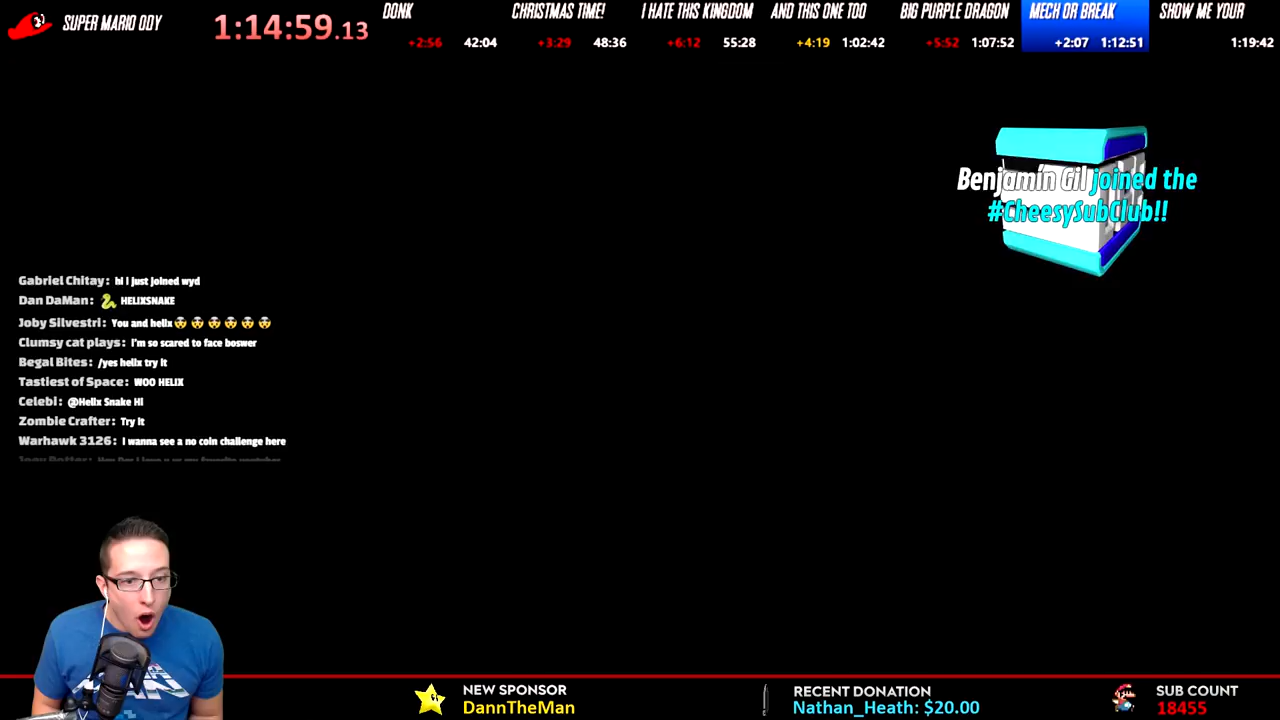 SUPER MARIO ODY
1:14:59.13
DONK
+2:56 42:04
CHRISTMAS TIME!
+3:29 48:36
I HATE THIS KINGDOM
+6:12 55:28
AND THIS ONE TOO
+4:19 1:02:42
BIG PURPLE DRAGON
+5:52 1:07:52
MECH OR BREAK
+2:07 1:12:51
SHOW ME YOUR
1:19:42
Benjamín Gil joined the
#CheesySubClub!!
Gabriel Chitay: hi i just joined wyd
Dan DaMan: 🐍 HELIXSNAKE
Joby Silvestri: You and helix
Clumsy cat plays: I'm so scared to face boswer
Begal Bites: /yes helix try it
Tastiest of Space: WOO HELIX
Celebi: @Helix Snake Hi
Zombie Crafter: Try it
Warhawk 3126: I wanna see a no coin challenge here
MAN
NEW SPONSOR
DannTheMan
RECENT DONATION
Nathan_Heath: $20.00
SUB COUNT
18455